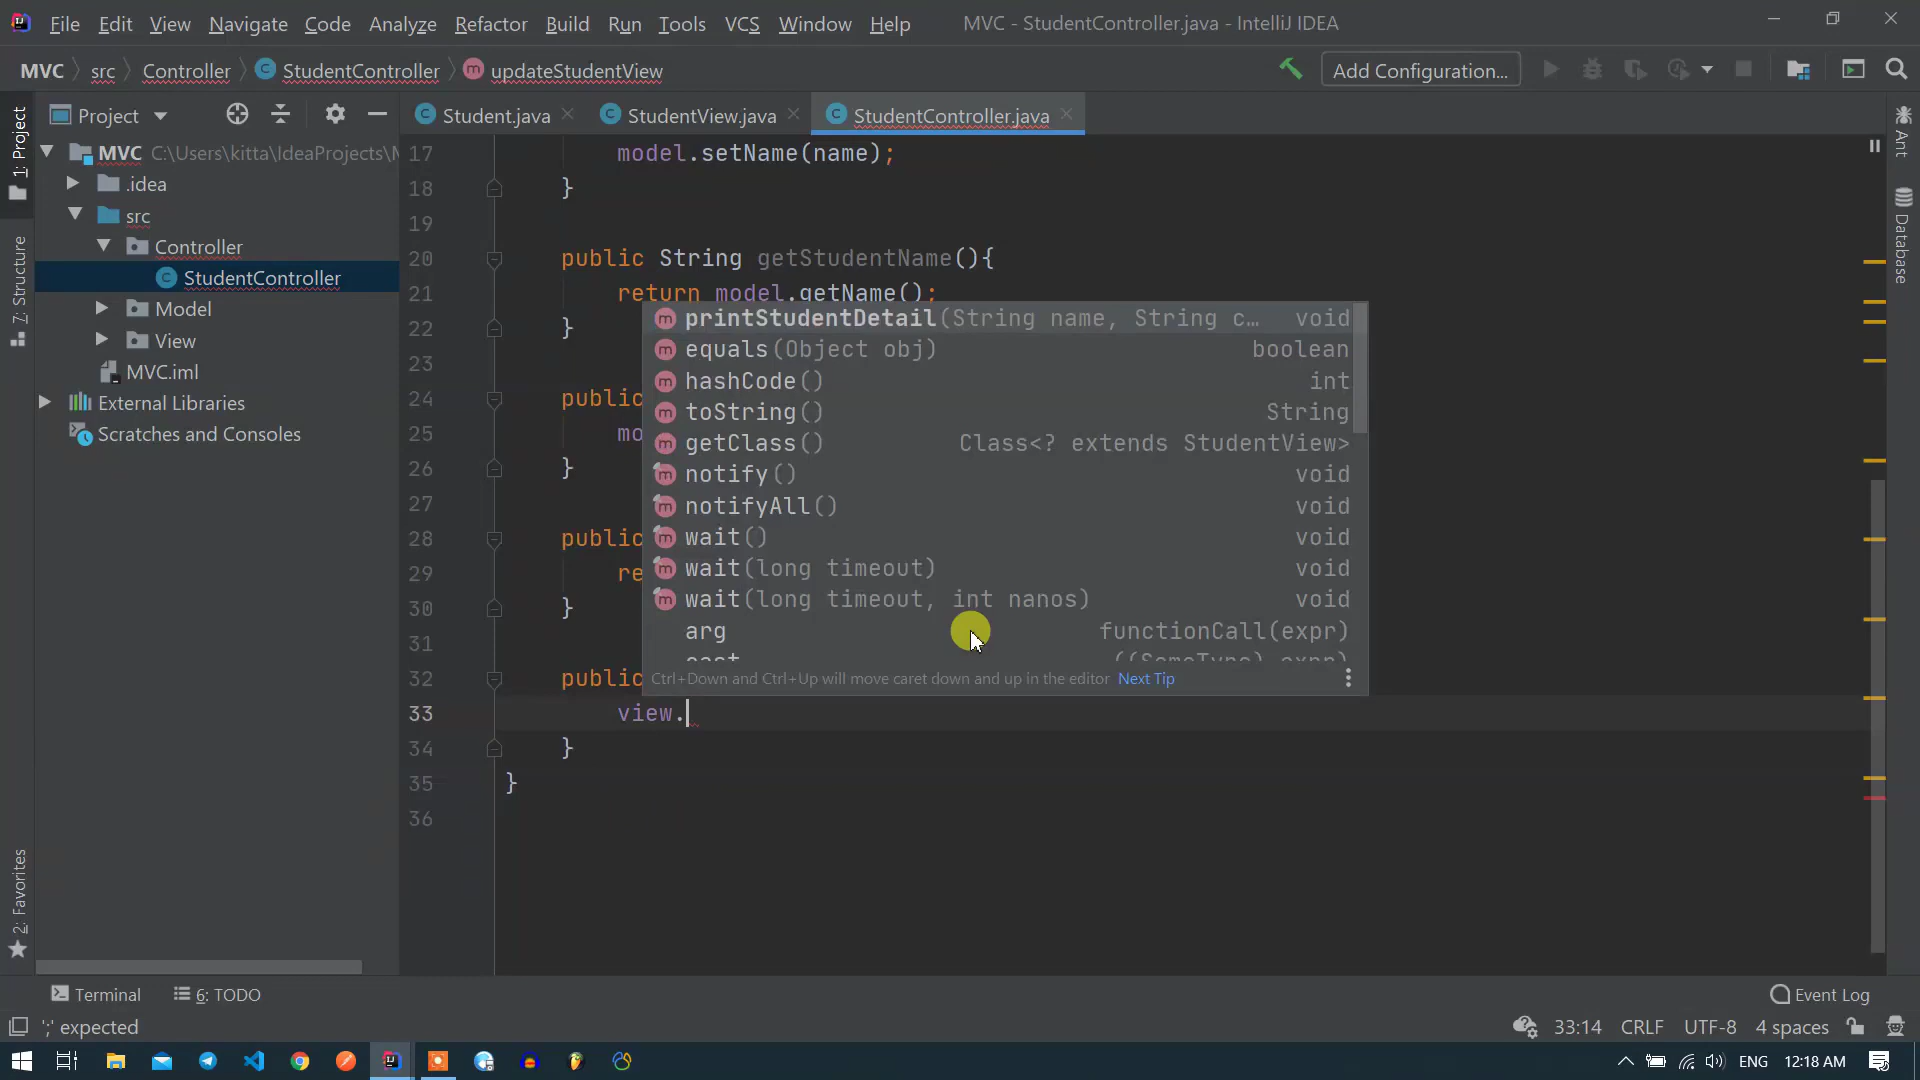 File Edit View Navigate Code Analyze Refactor Build Run Tools VCS Window Help MVC - StudentController.java - IntelliJ IDEA
MVC src Controller StudentController updateStudentView Add Configuration...
Project Student.java StudentView.java StudentController.java
1: Project
7: Structure
2: Favorites
MVC C:\Users\kitta\IdeaProjects\
.idea
src
Controller
StudentController
Model
View
MVC.iml
External Libraries
Scratches and Consoles
17 model.setName(name);
18 }
19
20 public String getStudentName(){
21 return model.getName();
22 }
23
24 public
25 mo
26 }
27
28 public
29 re
30 }
31
32 public
33 view.
34 }
35 }
36
printStudentDetail(String name, String c… void
equals(Object obj) boolean
hashCode() int
toString() String
getClass() Class<? extends StudentView>
notify() void
notifyAll() void
wait() void
wait(long timeout) void
wait(long timeout, int nanos) void
arg functionCall(expr)
cast ((SomeType) expr)
Ctrl+Down and Ctrl+Up will move caret down and up in the editor Next Tip
Ant
Database
Terminal 6: TODO Event Log
';' expected 33:14 CRLF UTF-8 4 spaces
ENG 12:18 AM